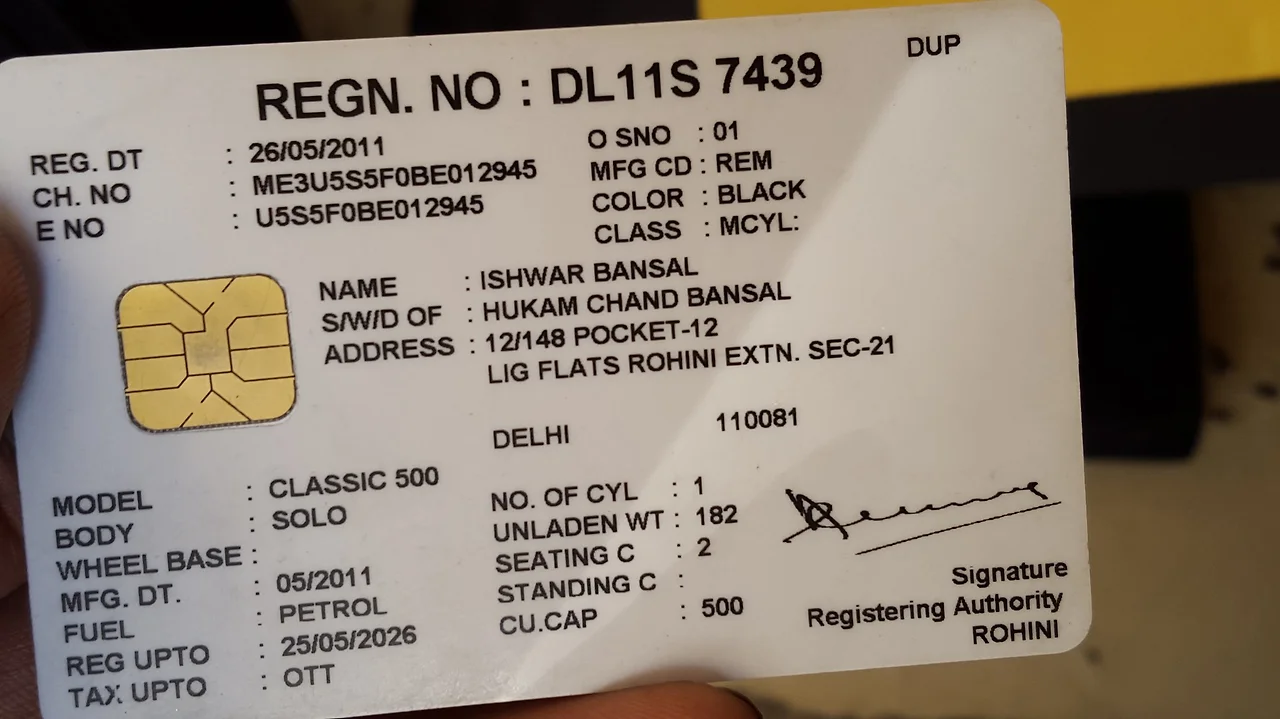 DUP
REGN. NO : DL11S 7439
REG. DT : 26/05/2011
CH. NO : ME3U5S5F0BE012945
E NO : U5S5F0BE012945
O SNO : 01
MFG CD : REM
COLOR : BLACK
CLASS : MCYL:
NAME : ISHWAR BANSAL
S/W/D OF : HUKAM CHAND BANSAL
ADDRESS : 12/148 POCKET-12
LIG FLATS ROHINI EXTN. SEC-21
DELHI 110081
MODEL : CLASSIC 500
BODY : SOLO
WHEEL BASE :
MFG. DT. : 05/2011
FUEL : PETROL
REG UPTO : 25/05/2026
TAX UPTO : OTT
NO. OF CYL : 1
UNLADEN WT : 182
SEATING C : 2
STANDING C :
CU.CAP : 500
Signature
Registering Authority
ROHINI